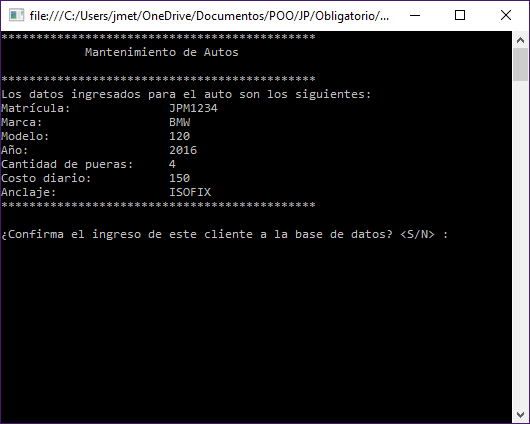 file:///C:/Users/jmet/OneDrive/Documentos/POO/JP/Obligatorio/...
*********************************************
Mantenimiento de Autos
*********************************************
Los datos ingresados para el auto son los siguientes:
Matrícula: JPM1234
Marca: BMW
Modelo: 120
Año: 2016
Cantidad de pueras: 4
Costo diario: 150
Anclaje: ISOFIX
*********************************************
¿Confirma el ingreso de este cliente a la base de datos? <S/N> :